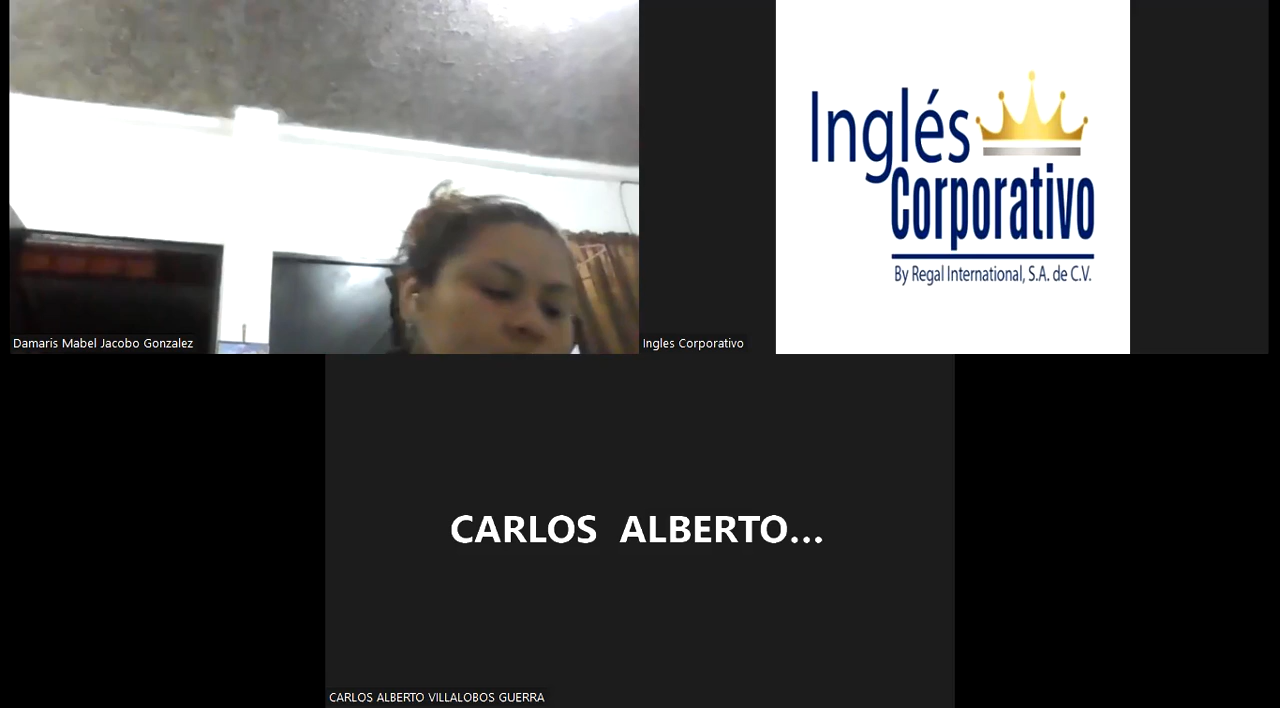 Inglés
Corporativo
By Regal International, S.A. de C.V.
Damaris Mabel Jacobo Gonzalez
Ingles Corporativo
CARLOS ALBERTO...
CARLOS ALBERTO VILLALOBOS GUERRA